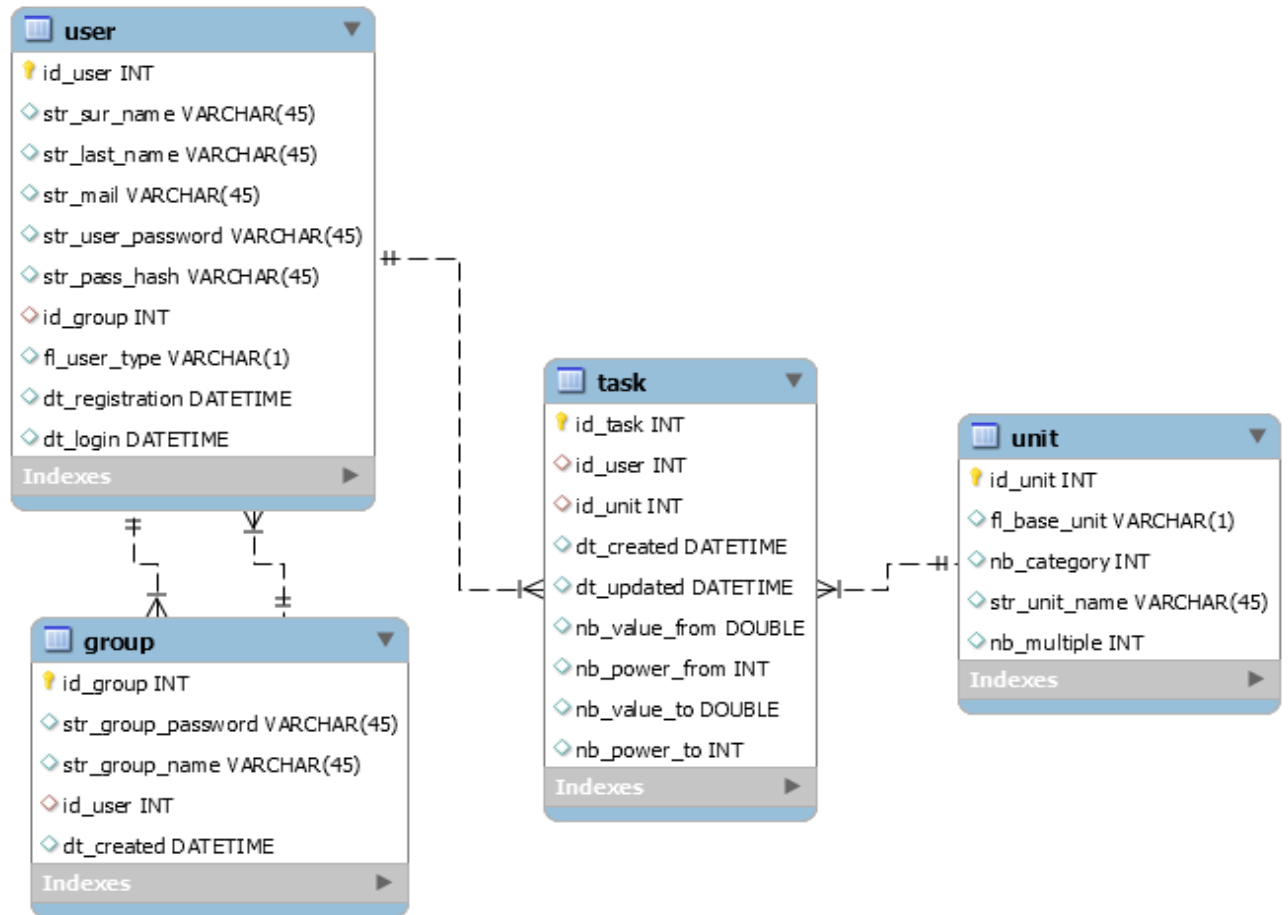 user
id_user INT
str_sur_name VARCHAR(45)
str_last_name VARCHAR(45)
str_mail VARCHAR(45)
str_user_password VARCHAR(45)
str_pass_hash VARCHAR(45)
id_group INT
fl_user_type VARCHAR(1)
dt_registration DATETIME
dt_login DATETIME
Indexes
group
id_group INT
str_group_password VARCHAR(45)
str_group_name VARCHAR(45)
id_user INT
dt_created DATETIME
Indexes
task
id_task INT
id_user INT
id_unit INT
dt_created DATETIME
dt_updated DATETIME
nb_value_from DOUBLE
nb_power_from INT
nb_value_to DOUBLE
nb_power_to INT
Indexes
unit
id_unit INT
fl_base_unit VARCHAR(1)
nb_category INT
str_unit_name VARCHAR(45)
nb_multiple INT
Indexes